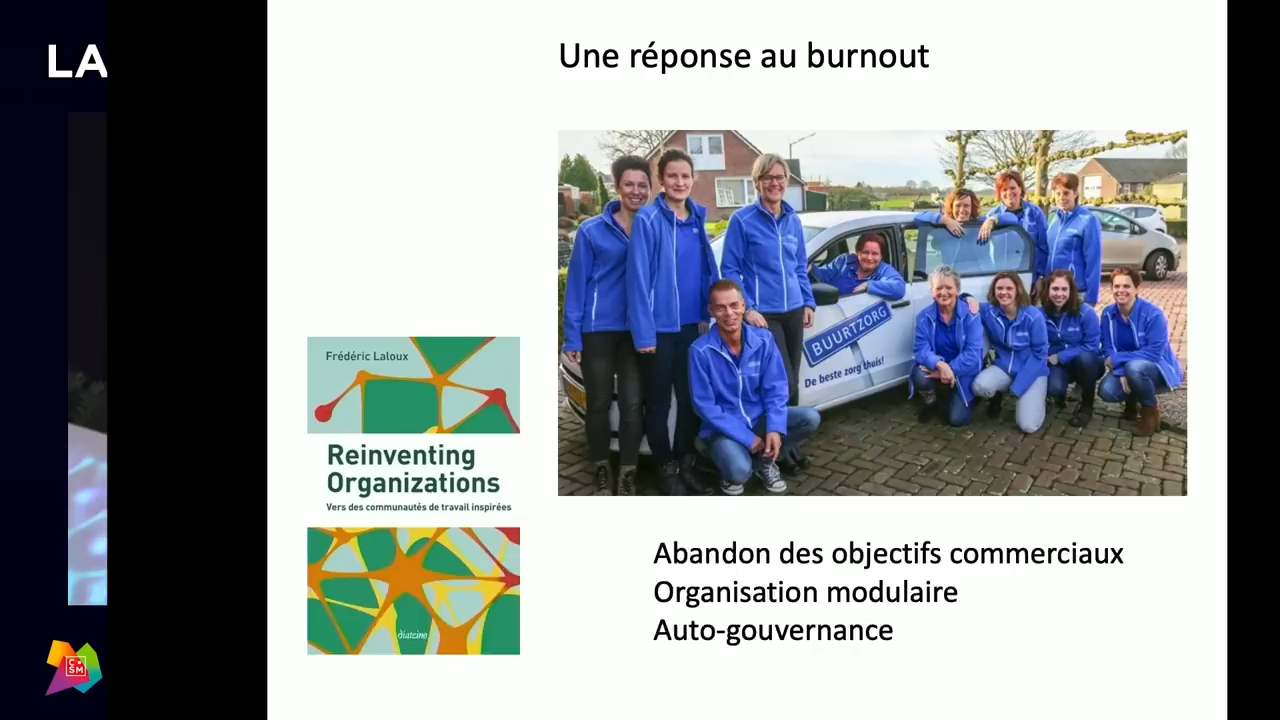 LA
Une réponse au burnout
BUURTZORG
De beste zorg thuis!
Frédéric Laloux
Reinventing
Organizations
Vers des communautés de travail inspirées
diateino
Abandon des objectifs commerciaux
Organisation modulaire
Auto-gouvernance
C
SM